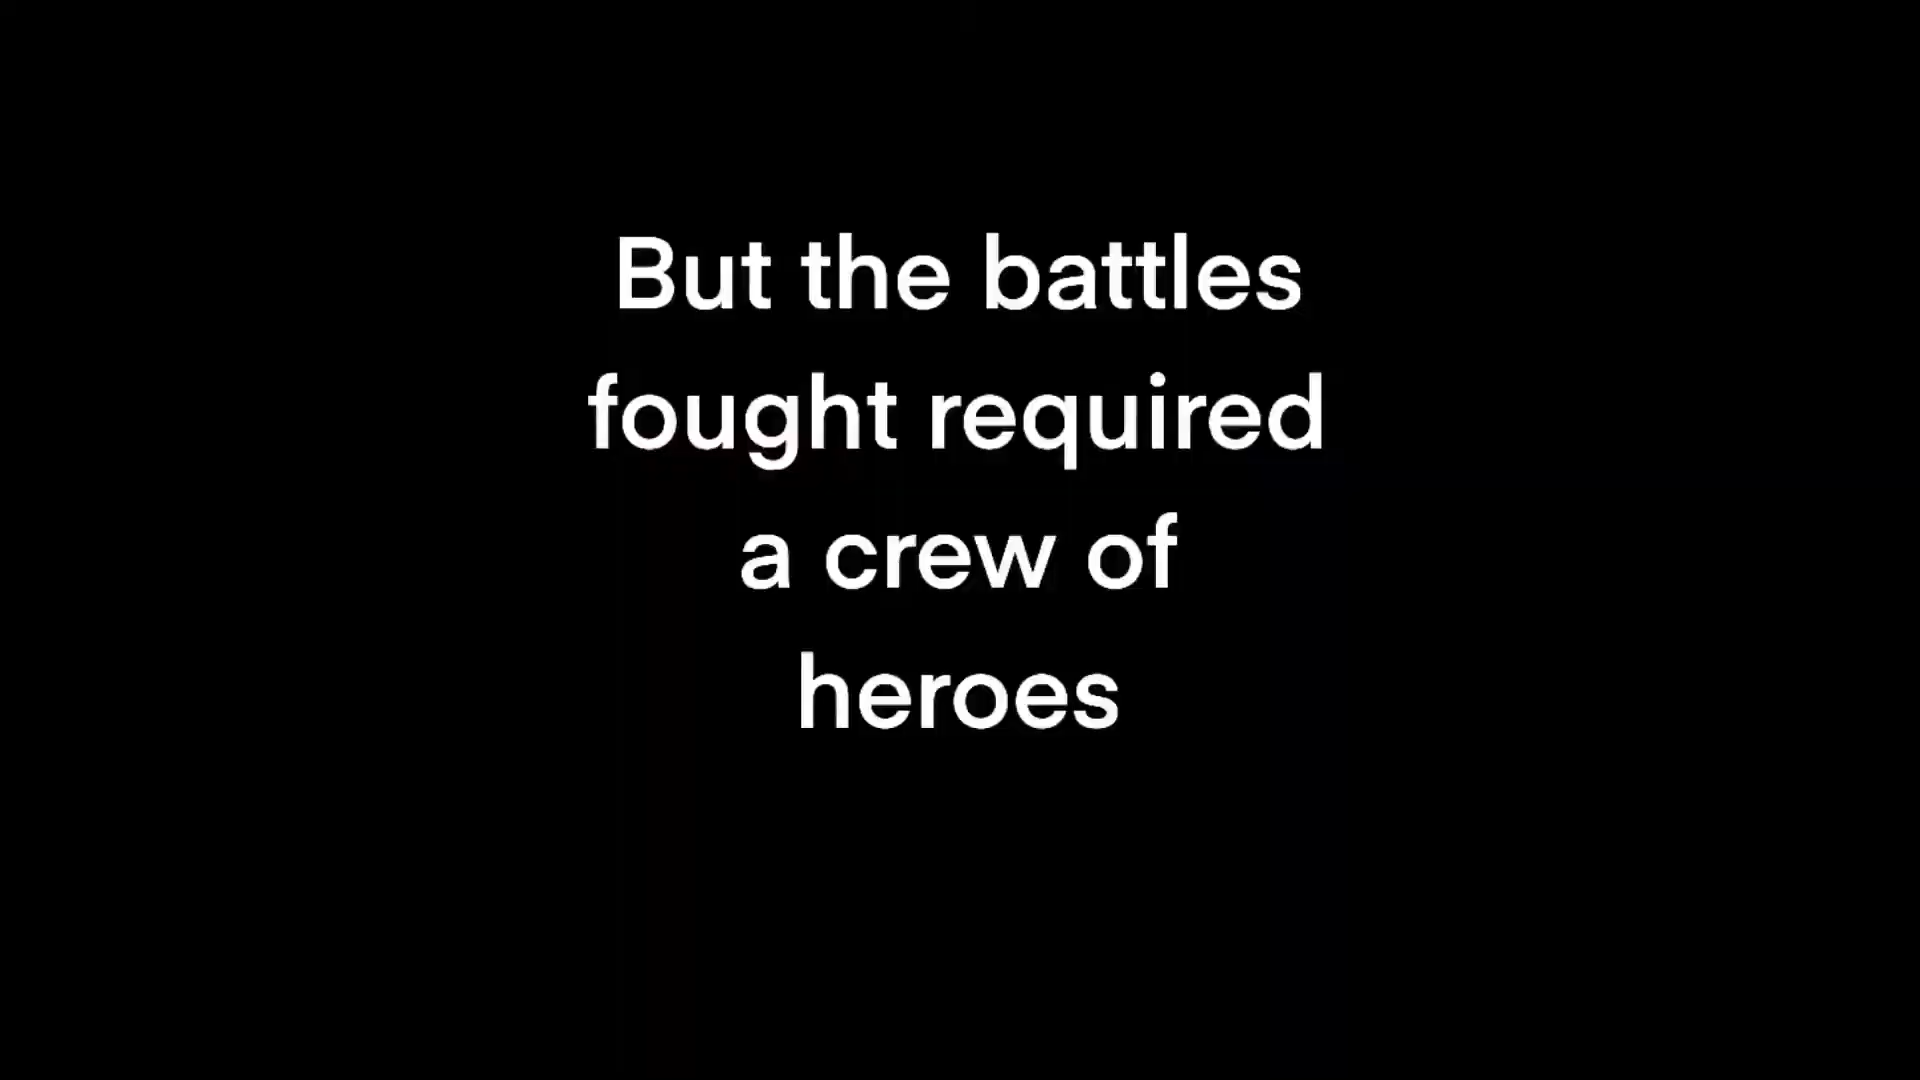 But the battles
fought required
a crew of
heroes